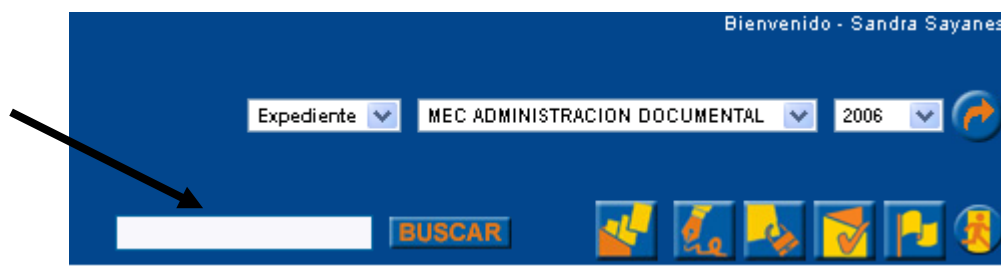 Bienvenido - Sandra Sayanes
Expediente MEC ADMINISTRACION DOCUMENTAL 2006
BUSCAR